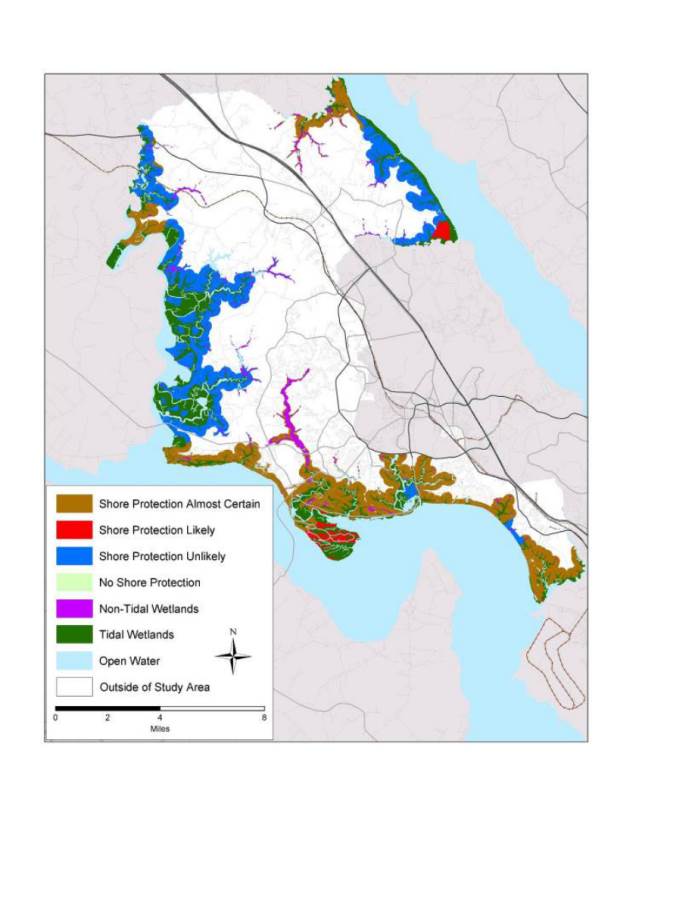 Shore Protection Almost Certain
Shore Protection Likely
Shore Protection Unlikely
No Shore Protection
Non-Tidal Wetlands
Tidal Wetlands
N
Open Water
Outside of Study Area
0 2 4 8
Miles